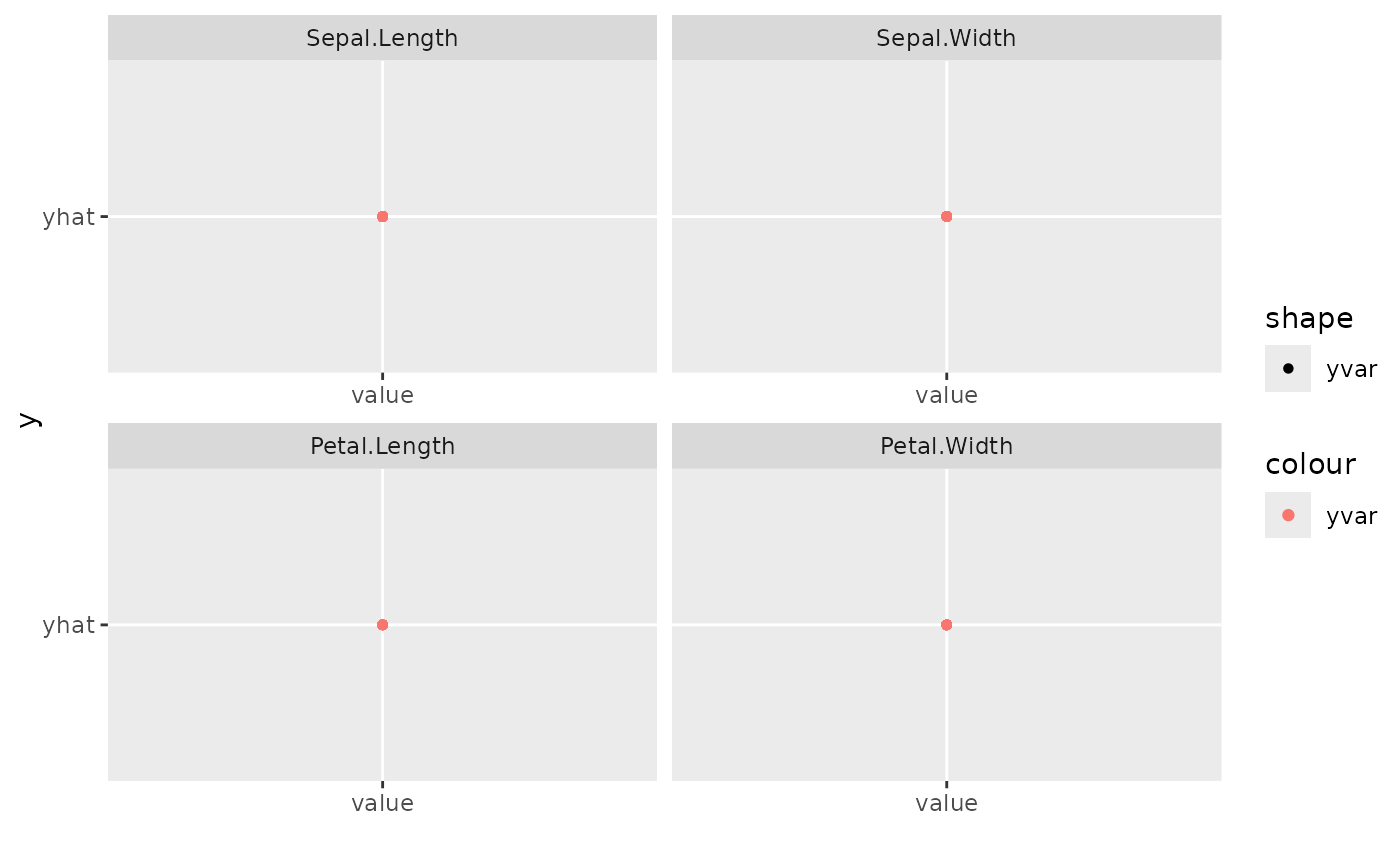 Sepal.Length
Sepal.Width
yhat
value
value
y
Petal.Length
Petal.Width
yhat
value
value
shape
yvar
colour
yvar